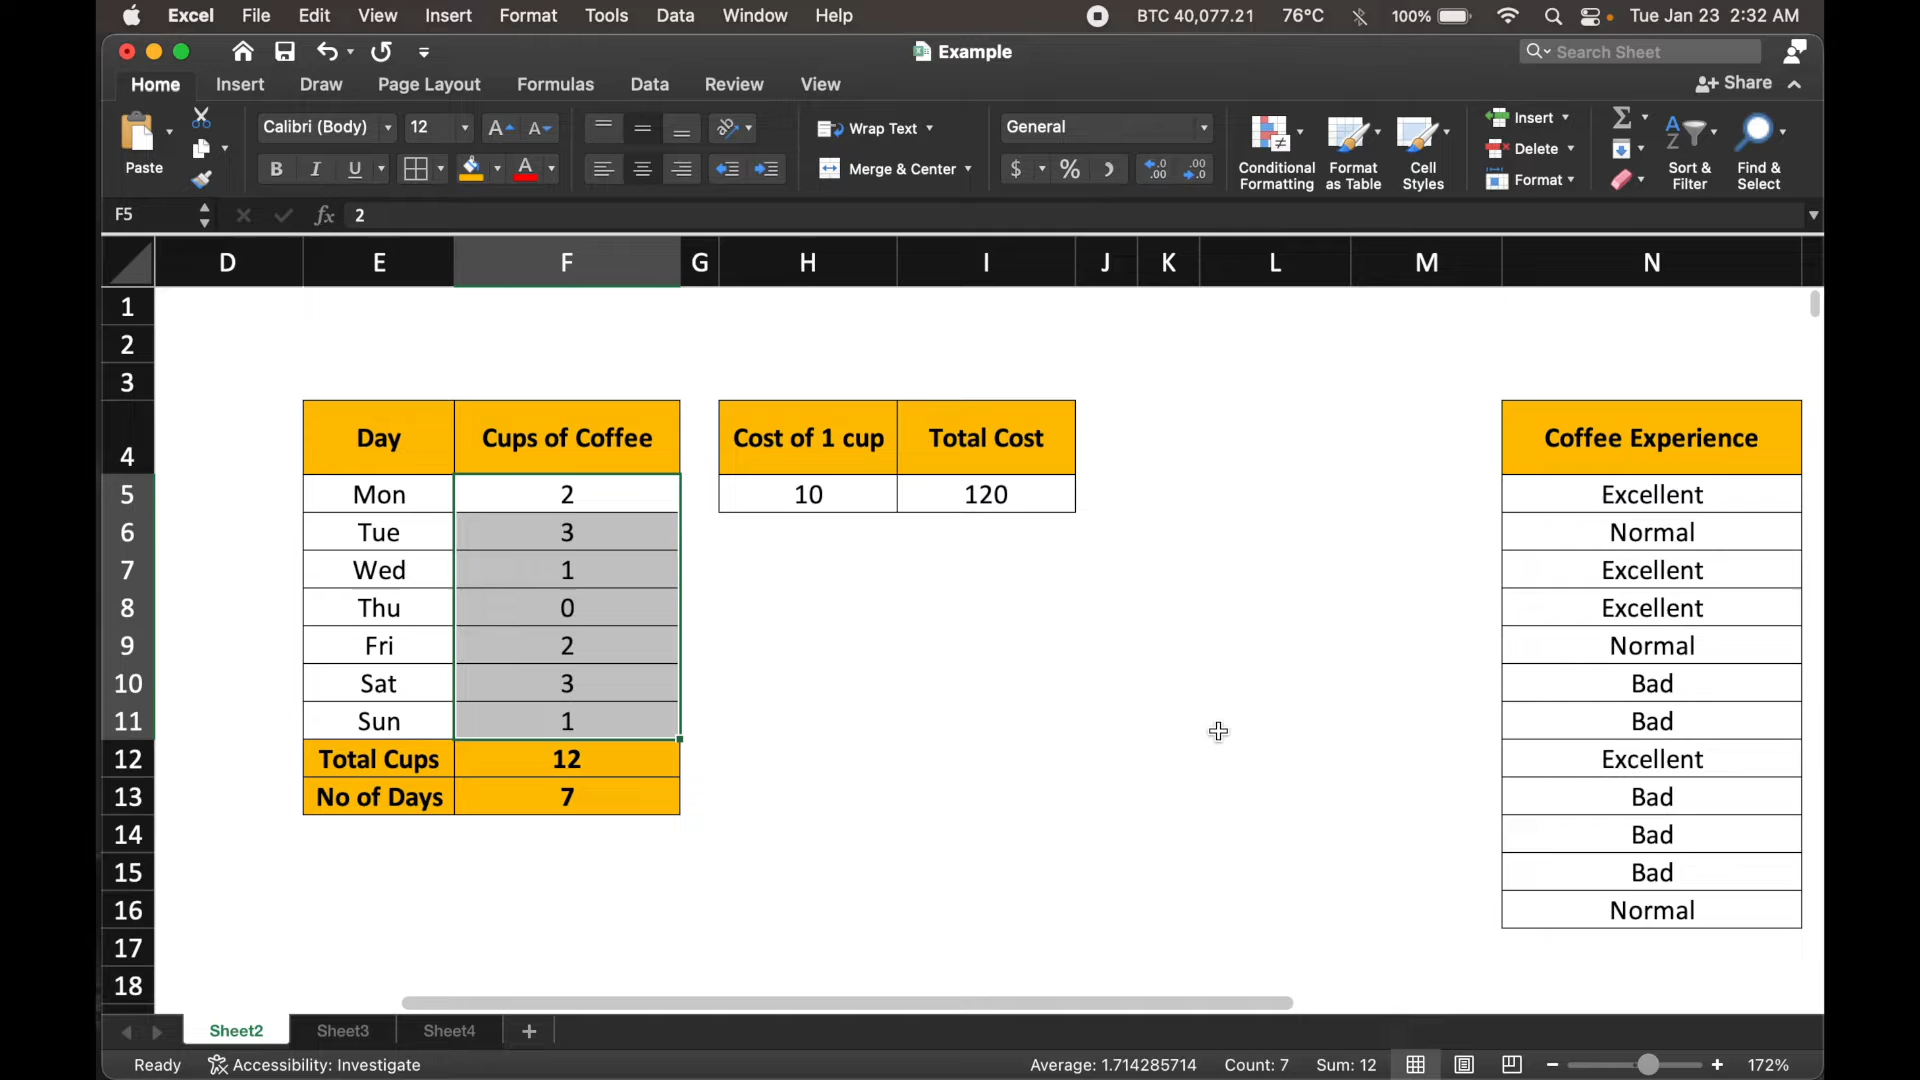 Excel File Edit View Insert Format Tools Data Window Help BTC 40,077.21 76°C 100% Tue Jan 23 2:32 AM
Example Search Sheet
Home Insert Draw Page Layout Formulas Data Review View Share
Calibri (Body) 12 A A ab Wrap Text General Insert
Paste B I U A Merge & Center $ % Conditional Formatting Format as Table Cell Styles Delete Format Sort & Filter Find & Select
F5 fx 2
D E F G H I J K L M N
1
2
3
4 Day Cups of Coffee Cost of 1 cup Total Cost Coffee Experience
5 Mon 2 10 120 Excellent
6 Tue 3 Normal
7 Wed 1 Excellent
8 Thu 0 Excellent
9 Fri 2 Normal
10 Sat 3 Bad
11 Sun 1 Bad
12 Total Cups 12 Excellent
13 No of Days 7 Bad
14 Bad
15 Bad
16 Normal
17
18
Sheet2 Sheet3 Sheet4 +
Ready Accessibility: Investigate Average: 1.714285714 Count: 7 Sum: 12 172%